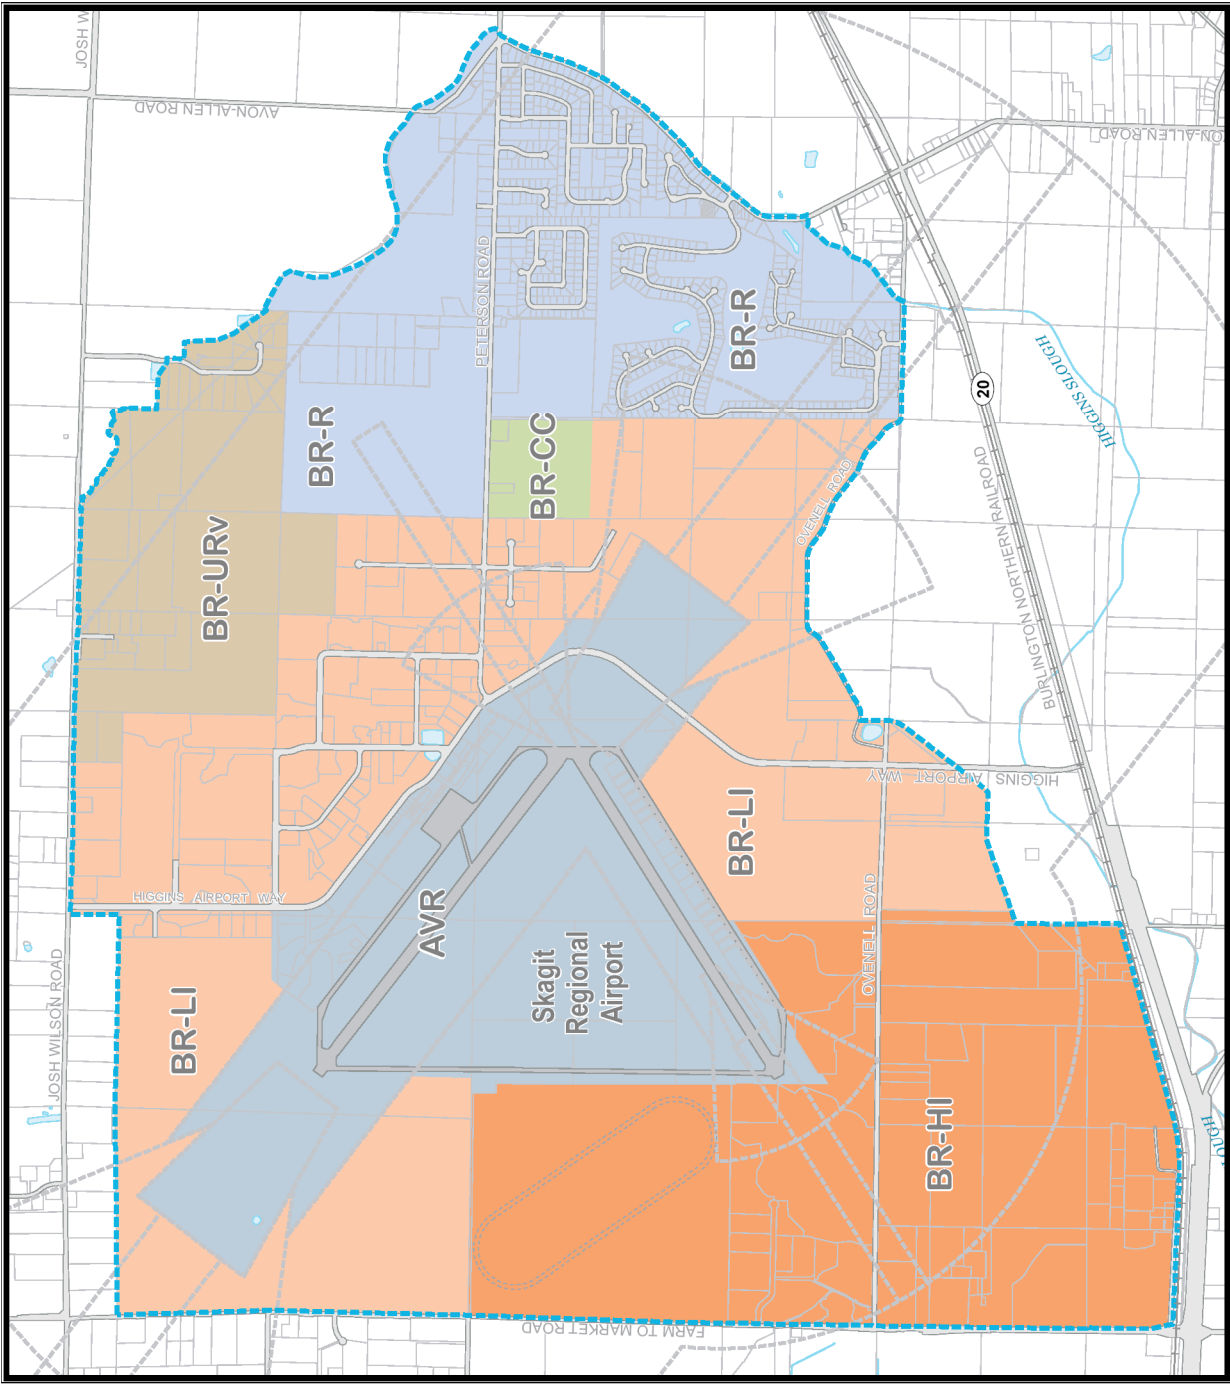 JOSH W
AVON-ALLEN ROAD
ON-ALLEN ROAD
PETERSON ROAD
BR-R
HIGGINS SLOUGH
20
BR-R
BR-CC
OVENELL ROAD
BURLINGTON NORTHERN RAILROAD
BR-URv
HIGGINS AIRPORT WAY
BR-LI
HIGGINS AIRPORT WAY
AVR
OVENELL ROAD
Skagit
Regional
Airport
JOSH WILSON ROAD
BR-LI
BR-HI
OUGH
FARM TO MARKET ROAD